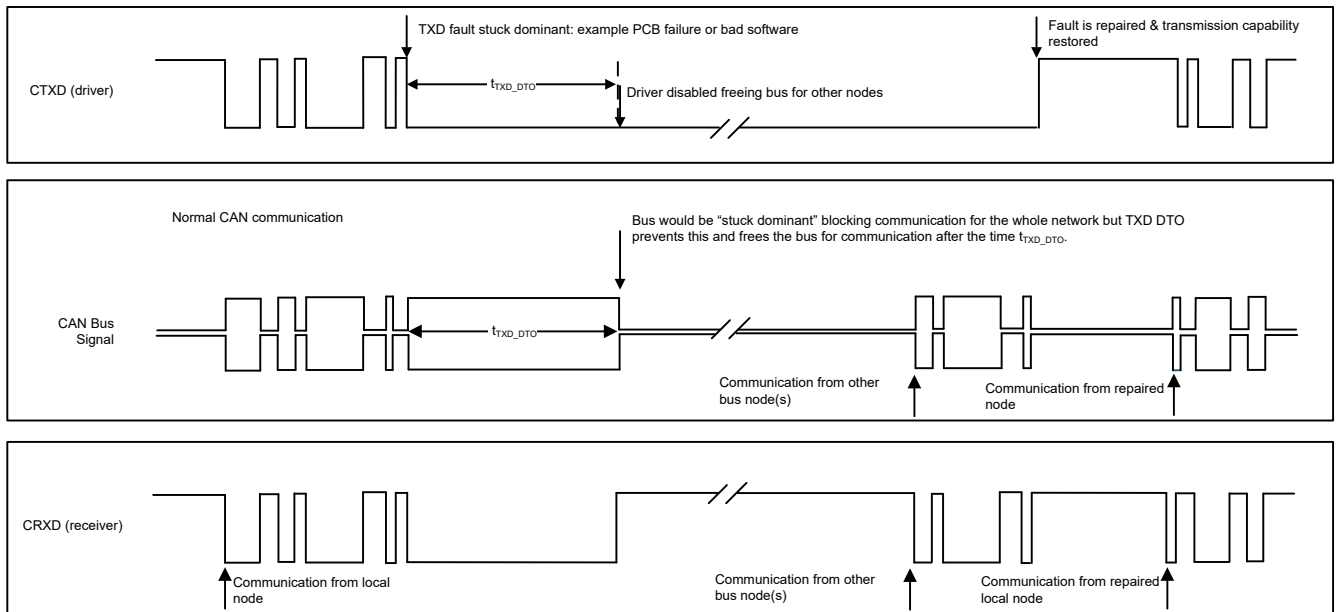 TXD fault stuck dominant: example PCB failure or bad software
Fault is repaired & transmission capability
restored
CTXD (driver)
tTXD_DTO
Driver disabled freeing bus for other nodes
Normal CAN communication
Bus would be “stuck dominant” blocking communication for the whole network but TXD DTO
prevents this and frees the bus for communication after the time tTXD_DTO.
CAN Bus
Signal
tTXD_DTO
Communication from other
bus node(s)
Communication from repaired
node
CRXD (receiver)
Communication from local
node
Communication from other
bus node(s)
Communication from repaired
local node